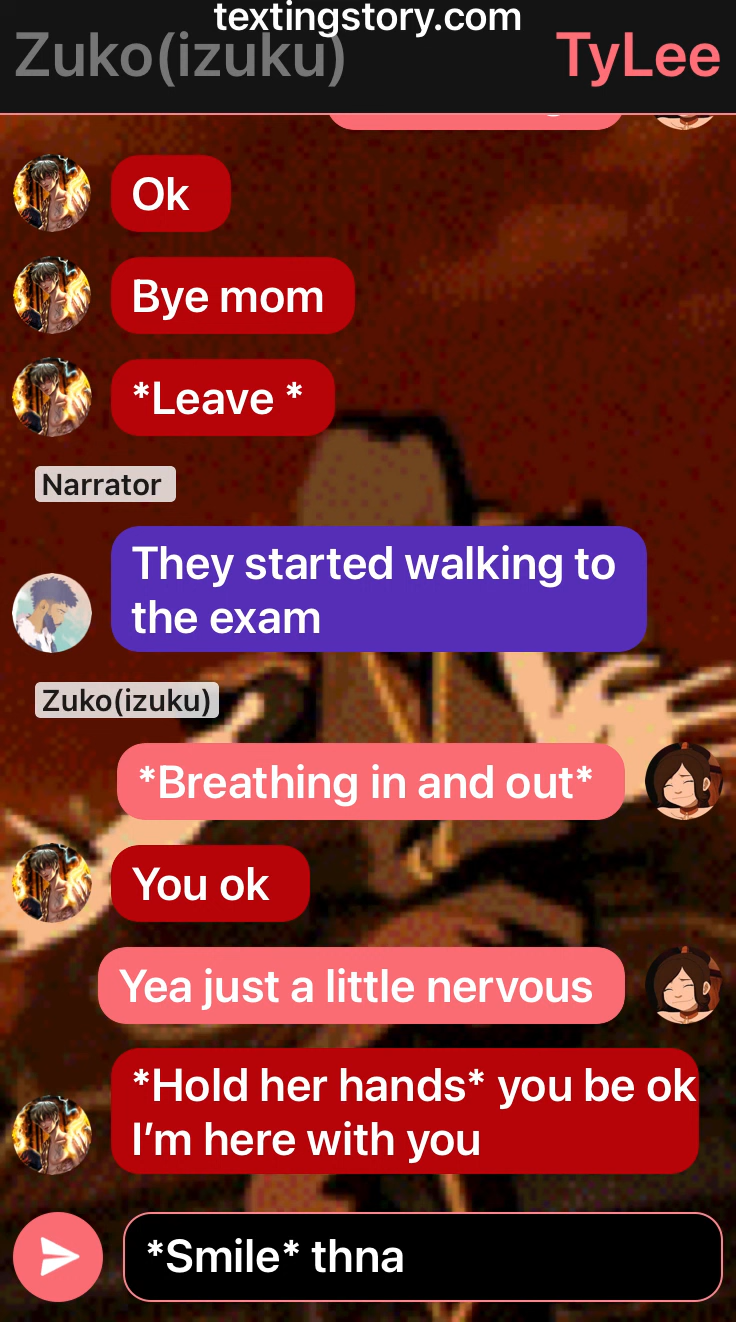 textingstory.com
Zuko(izuku) TyLee
Ok
Bye mom
*Leave *
Narrator
They started walking to
the exam
Zuko(izuku)
*Breathing in and out*
You ok
Yea just a little nervous
*Hold her hands* you be ok
I’m here with you
*Smile* thna